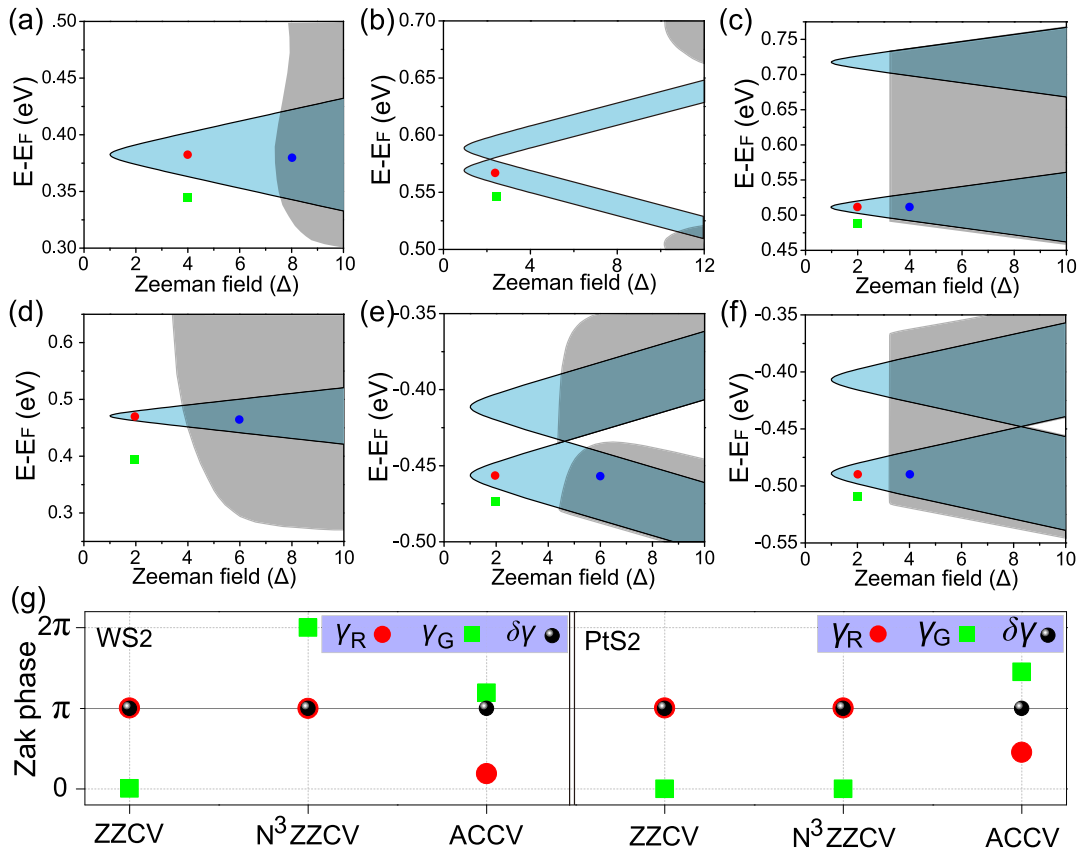 (a)
.50
0.45
0.40
0.35
0.30
E-EF (eV)
0 2 4 6 8 10
Zeeman field (Δ)
(b)
0.70
0.65
0.60
0.55
0.50
E-EF (eV)
0 2 4 6 8 10 12
Zeeman field (Δ)
(c)
0.75
0.70
0.65
0.60
0.55
0.50
0.45
E-EF (eV)
0 2 4 6 8 10
Zeeman field (Δ)
(d)
0.6
0.5
0.4
0.3
E-EF (eV)
0 2 4 6 8 10
Zeeman field (Δ)
(e)
-0.35
-0.40
-0.45
-0.50
E-EF (eV)
0 2 4 6 8 10
Zeeman field (Δ)
(f)
-0.35
-0.40
-0.45
-0.50
-0.55
E-EF (eV)
0 2 4 6 8 10
Zeeman field (Δ)
(g)
Zak phase
2π
π
0
WS2
γR γG δγ
PtS2
γR γG δγ
ZZCV N³ZZCV ACCV ZZCV N³ZZCV ACCV